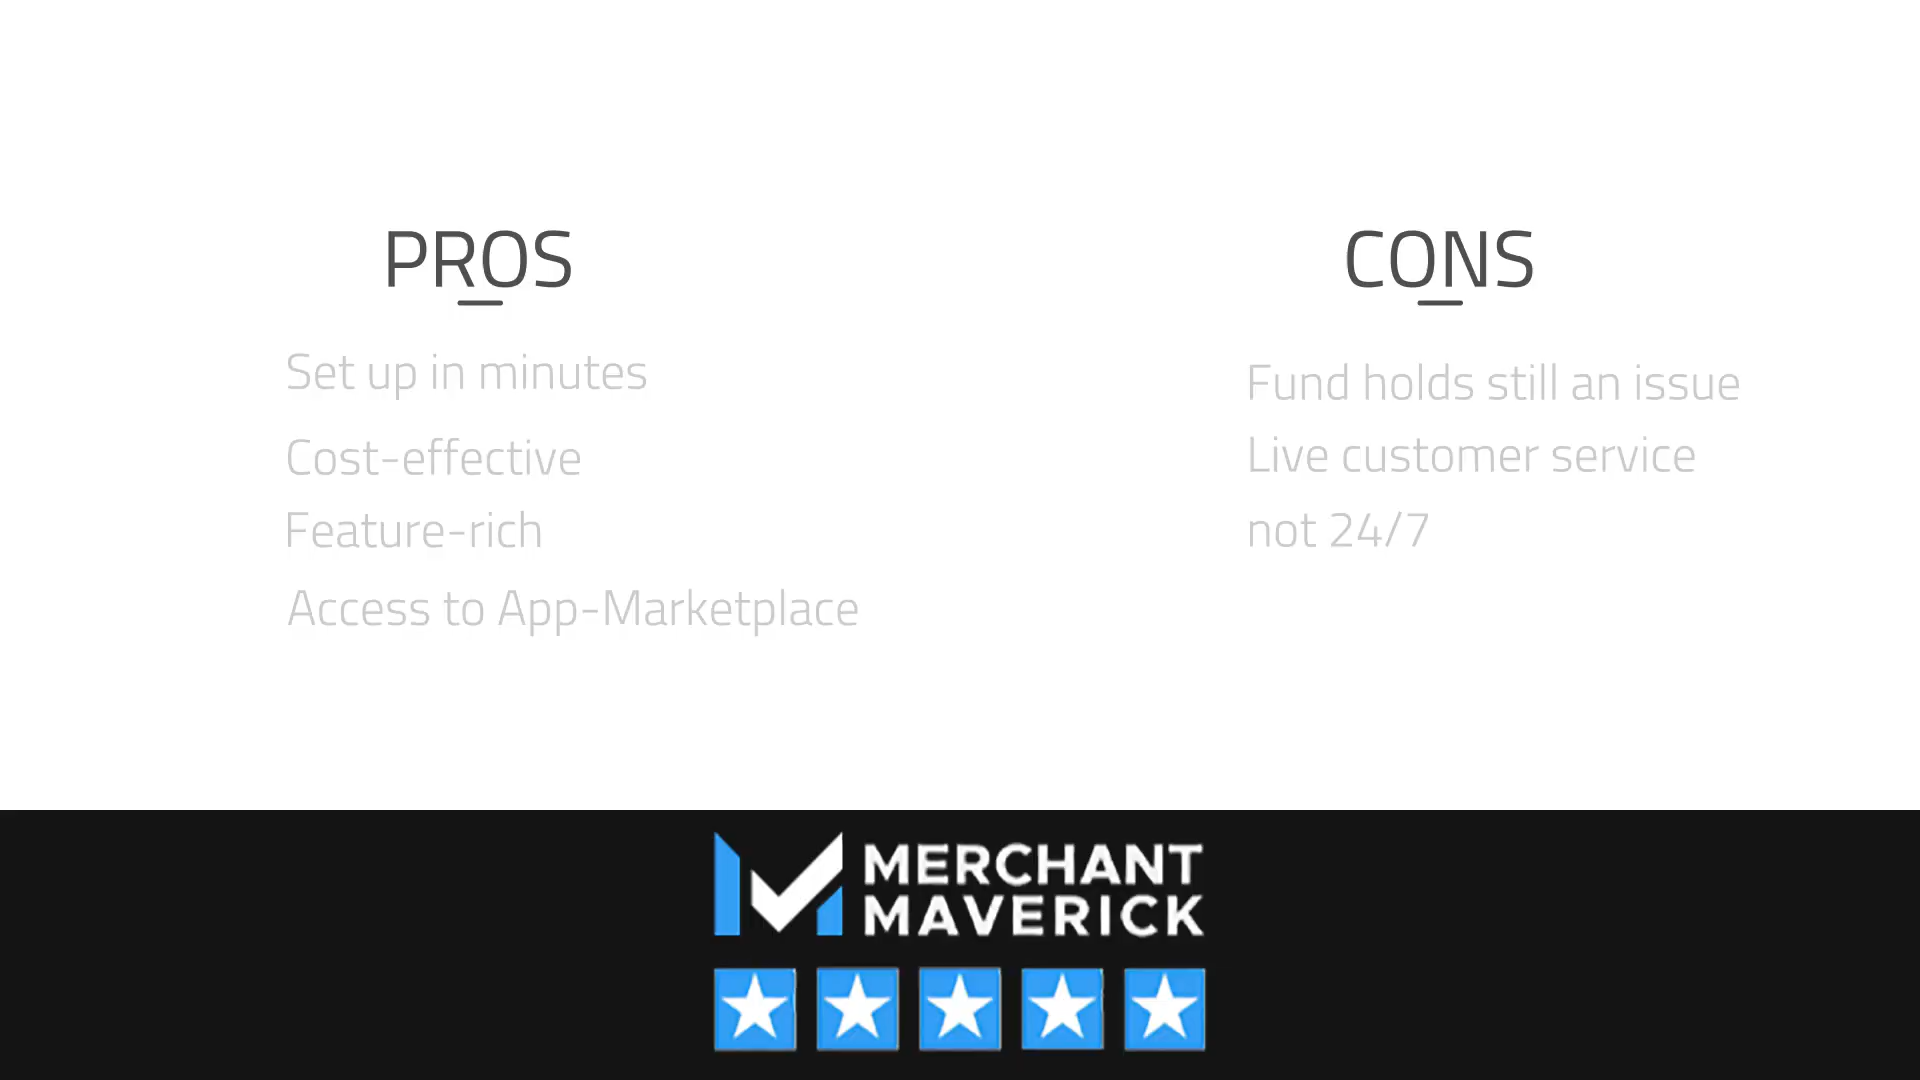 PROS
Set up in minutes
Cost-effective
Feature-rich
Access to App-Marketplace
CONS
Fund holds still an issue
Live customer service
not 24/7
MERCHANT
MAVERICK